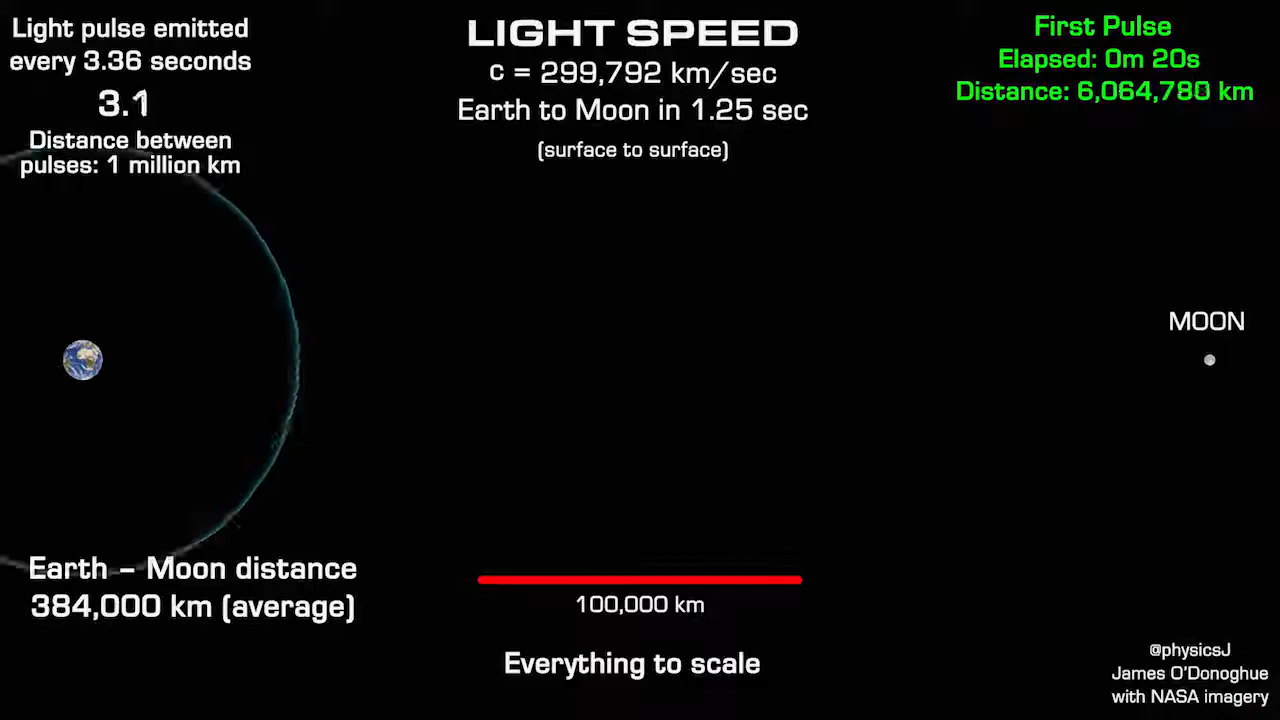 Light pulse emitted
every 3.36 seconds
3.1
Distance between
pulses: 1 million km
LIGHT SPEED
c = 299,792 km/sec
Earth to Moon in 1.25 sec
(surface to surface)
First Pulse
Elapsed: 0m 20s
Distance: 6,064,780 km
MOON
Earth – Moon distance
384,000 km (average)
100,000 km
Everything to scale
@physicsJ
James O'Donoghue
with NASA imagery